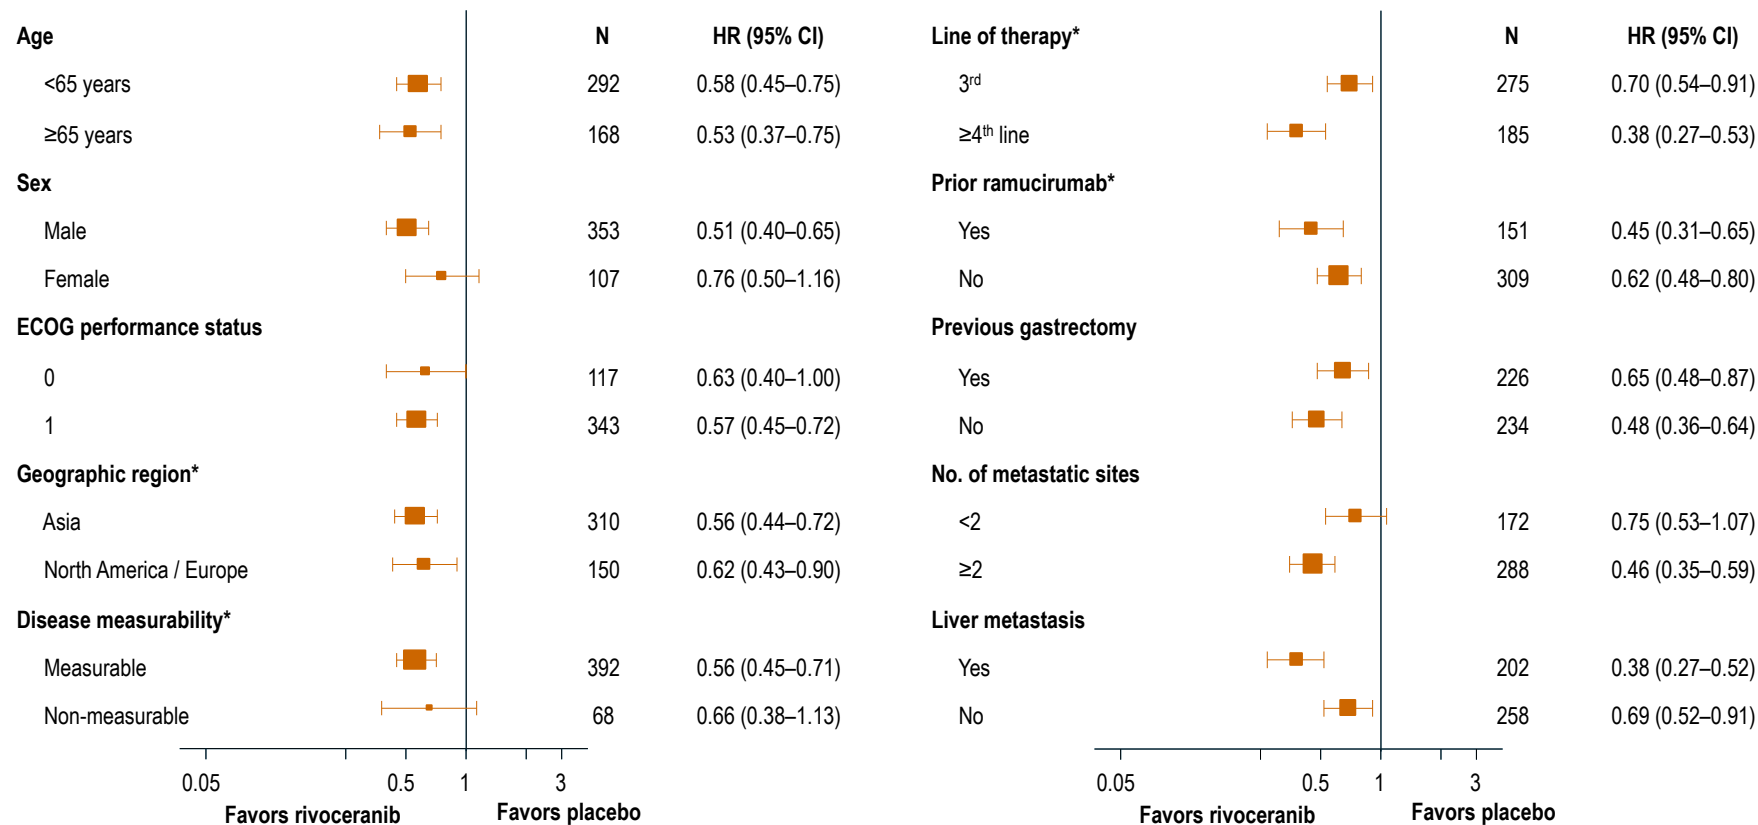 Age N HR (95% CI)
<65 years 292 0.58 (0.45–0.75)
≥65 years 168 0.53 (0.37–0.75)
Sex
Male 353 0.51 (0.40–0.65)
Female 107 0.76 (0.50–1.16)
ECOG performance status
0 117 0.63 (0.40–1.00)
1 343 0.57 (0.45–0.72)
Geographic region*
Asia 310 0.56 (0.44–0.72)
North America / Europe 150 0.62 (0.43–0.90)
Disease measurability*
Measurable 392 0.56 (0.45–0.71)
Non-measurable 68 0.66 (0.38–1.13)
0.05 0.5 1 3
Favors rivoceranib Favors placebo
Line of therapy* N HR (95% CI)
3rd 275 0.70 (0.54–0.91)
≥4th line 185 0.38 (0.27–0.53)
Prior ramucirumab*
Yes 151 0.45 (0.31–0.65)
No 309 0.62 (0.48–0.80)
Previous gastrectomy
Yes 226 0.65 (0.48–0.87)
No 234 0.48 (0.36–0.64)
No. of metastatic sites
<2 172 0.75 (0.53–1.07)
≥2 288 0.46 (0.35–0.59)
Liver metastasis
Yes 202 0.38 (0.27–0.52)
No 258 0.69 (0.52–0.91)
0.05 0.5 1 3
Favors rivoceranib Favors placebo